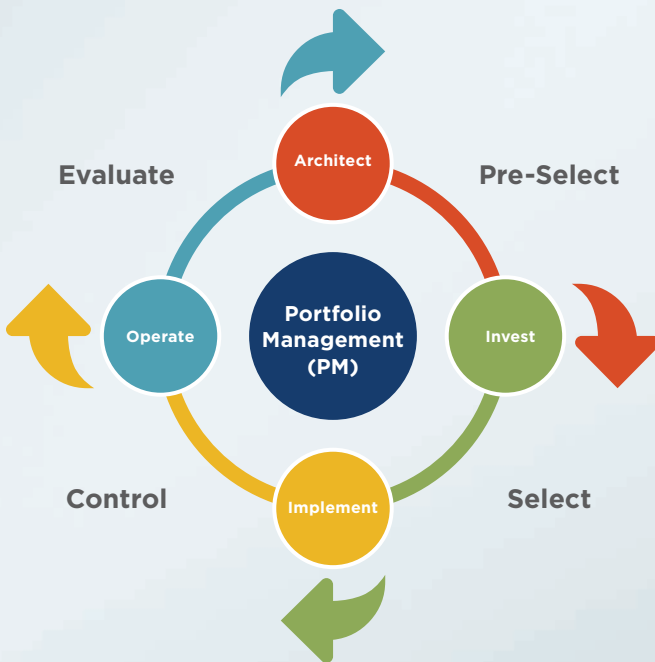 Architect
Evaluate
Pre-Select
Portfolio
Management
(PM)
Operate
Invest
Control
Select
Implement